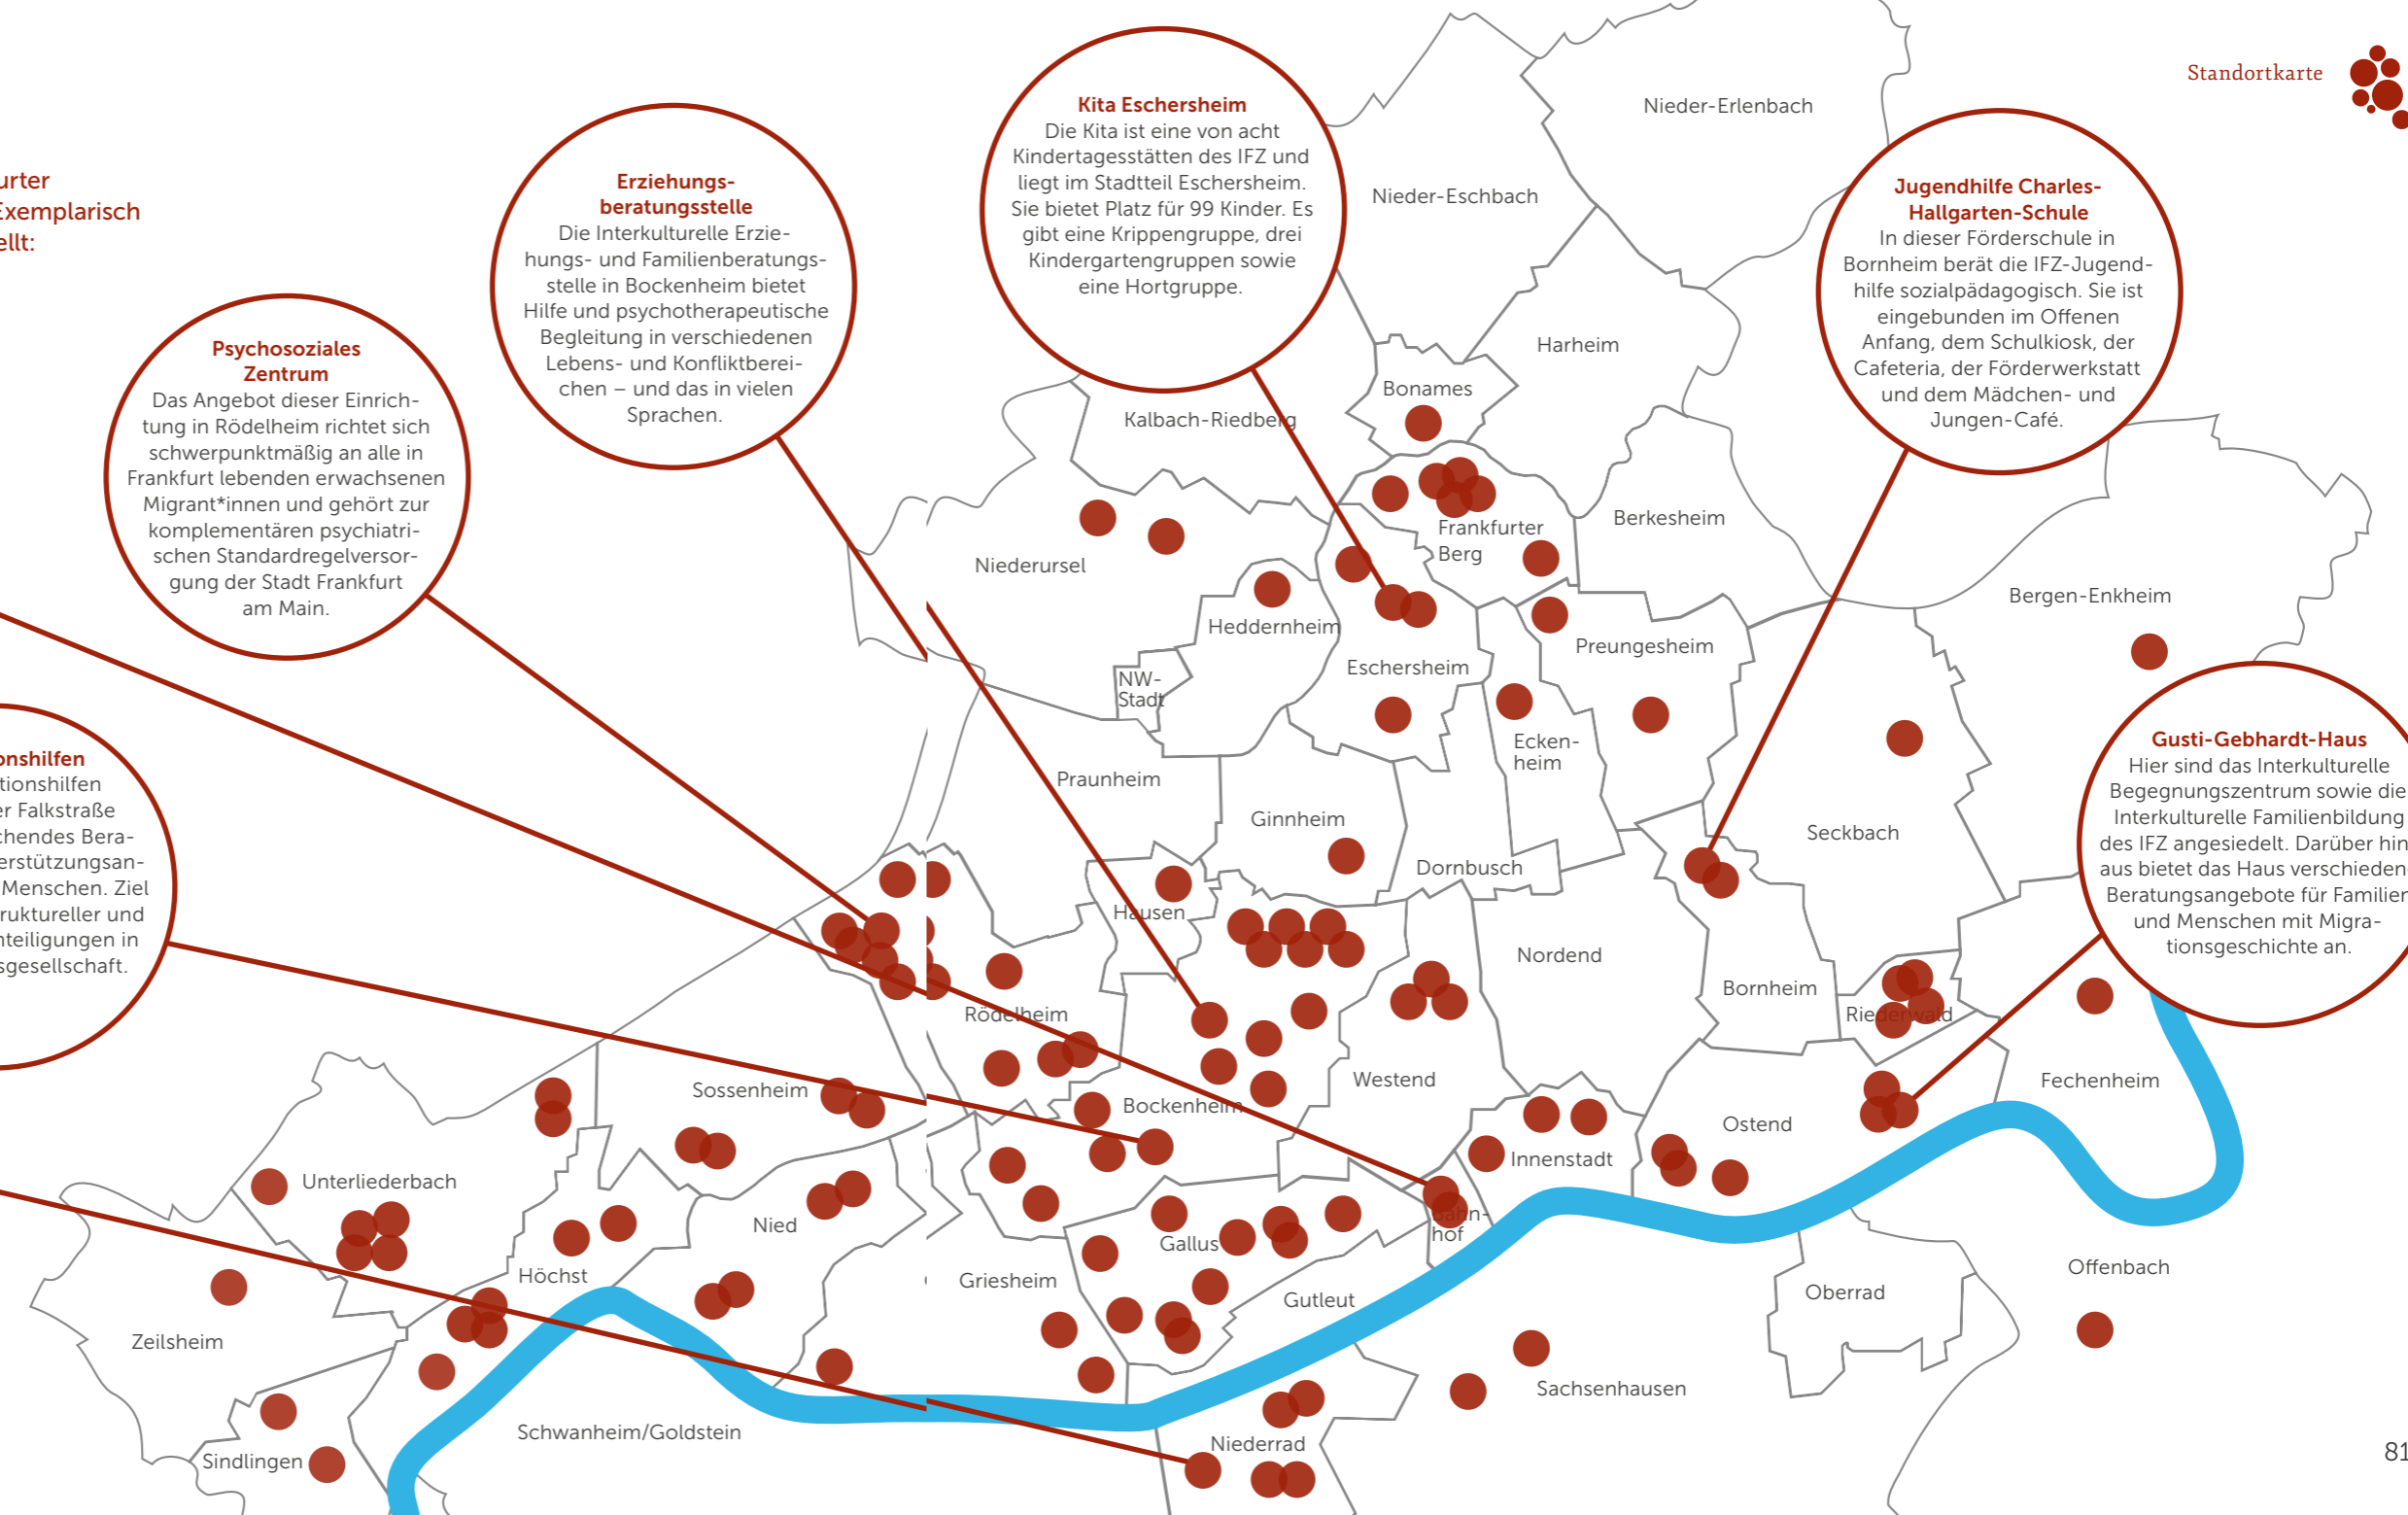 Standortkarte
urter
Exemplarisch
ellt:
Psychosoziales
Zentrum
Das Angebot dieser Einrich-
tung in Rödelheim richtet sich
schwerpunktmäßig an alle in
Frankfurt lebenden erwachsenen
Migrant*innen und gehört zur
komplementären psychiatri-
schen Standardregelversor-
gung der Stadt Frankfurt
am Main.
Erziehungs-
beratungsstelle
Die Interkulturelle Erzie-
hungs- und Familienberatungs-
stelle in Bockenheim bietet
Hilfe und psychotherapeutische
Begleitung in verschiedenen
Lebens- und Konfliktberei-
chen – und das in vielen
Sprachen.
Kita Eschersheim
Die Kita ist eine von acht
Kindertagesstätten des IFZ und
liegt im Stadtteil Eschersheim.
Sie bietet Platz für 99 Kinder. Es
gibt eine Krippengruppe, drei
Kindergartengruppen sowie
eine Hortgruppe.
Jugendhilfe Charles-
Hallgarten-Schule
In dieser Förderschule in
Bornheim berät die IFZ-Jugend-
hilfe sozialpädagogisch. Sie ist
eingebunden im Offenen
Anfang, dem Schulkiosk, der
Cafeteria, der Förderwerkstatt
und dem Mädchen- und
Jungen-Café.
onshilfen
tionshilfen
er Falkstraße
chendes Bera-
erstützungsan-
Menschen. Ziel
ruktureller und
nteiligungen in
sgesellschaft.
Gusti-Gebhardt-Haus
Hier sind das Interkulturelle
Begegnungszentrum sowie die
Interkulturelle Familienbildung
des IFZ angesiedelt. Darüber hin
aus bietet das Haus verschieden
Beratungsangebote für Familien
und Menschen mit Migra-
tionsgeschichte an.
Nieder-Erlenbach
Nieder-Eschbach
Harheim
Bonames
Kalbach-Riedberg
Berkesheim
Frankfurter
Berg
Niederursel
Bergen-Enkheim
Heddernheim
Preungesheim
Eschersheim
NW-
Stadt
Ecken-
heim
Praunheim
Ginnheim
Seckbach
Dornbusch
Hausen
Nordend
Bornheim
Riederwald
Rödelheim
Westend
Fechenheim
Sossenheim
Bockenheim
Ostend
Innenstadt
Unterliederbach
Nied
Bahn-
hof
Gallus
Offenbach
Höchst
Griesheim
Gutleut
Oberrad
Zeilsheim
Sachsenhausen
Schwanheim/Goldstein
Niederrad
Sindlingen
81